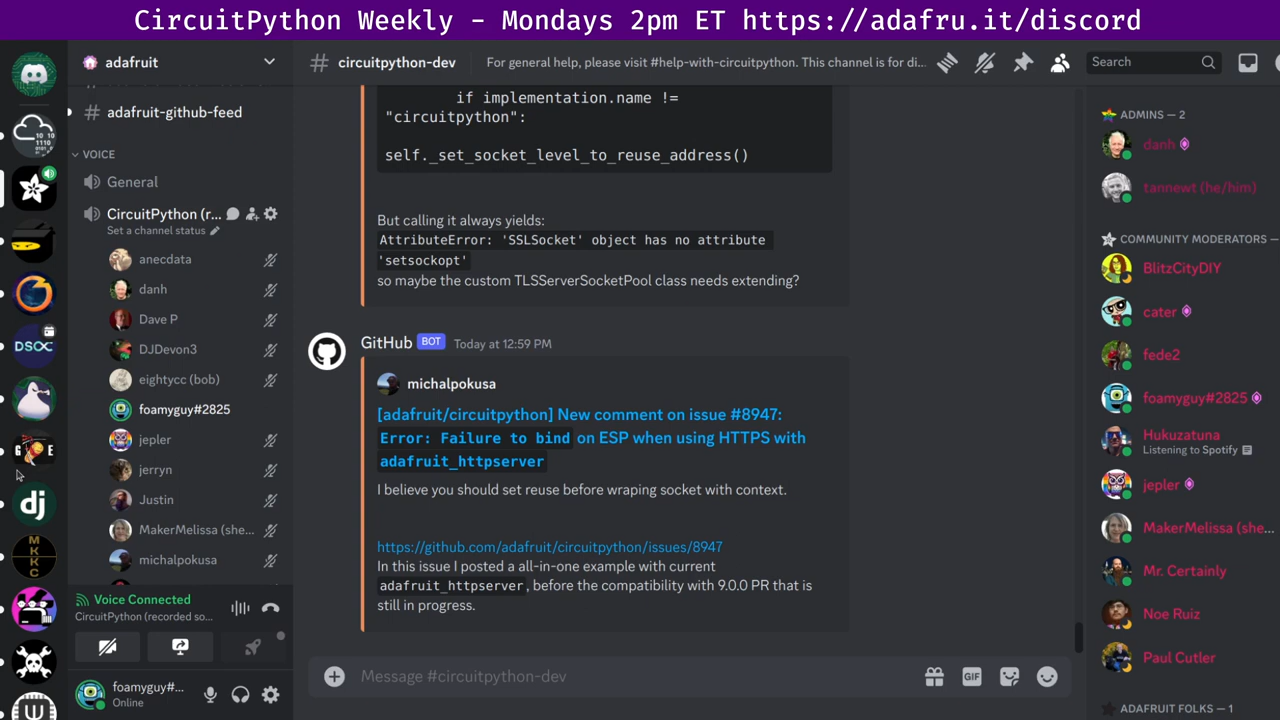 CircuitPython Weekly - Mondays 2pm ET https://adafru.it/discord
adafruit
# adafruit-github-feed
VOICE
General
CircuitPython (r...
Set a channel status
anecdata
danh
Dave P
DJDevon3
eightycc (bob)
foamyguy#2825
jepler
jerryn
Justin
MakerMelissa (she...
michalpokusa
Voice Connected
CircuitPython (recorded so...
foamyguy#...
Online
DSOC
dj
MKKC
# circuitpython-dev
For general help, please visit #help-with-circuitpython. This channel is for di...
Search
if implementation.name !=
"circuitpython":
self._set_socket_level_to_reuse_address()
But calling it always yields:
AttributeError: 'SSLSocket' object has no attribute
'setsockopt'
so maybe the custom TLSServerSocketPool class needs extending?
GitHub BOT Today at 12:59 PM
michalpokusa
[adafruit/circuitpython] New comment on issue #8947:
Error: Failure to bind on ESP when using HTTPS with
adafruit_httpserver
I believe you should set reuse before wraping socket with context.
https://github.com/adafruit/circuitpython/issues/8947
In this issue I posted a all-in-one example with current
adafruit_httpserver, before the compatibility with 9.0.0 PR that is
still in progress.
Message #circuitpython-dev
GIF
ADMINS — 2
danh
tannewt (he/him)
COMMUNITY MODERATORS —
BlitzCityDIY
cater
fede2
foamyguy#2825
Hukuzatuna
Listening to Spotify
jepler
MakerMelissa (she...
Mr. Certainly
Noe Ruiz
Paul Cutler
ADAFRUIT FOLKS — 1